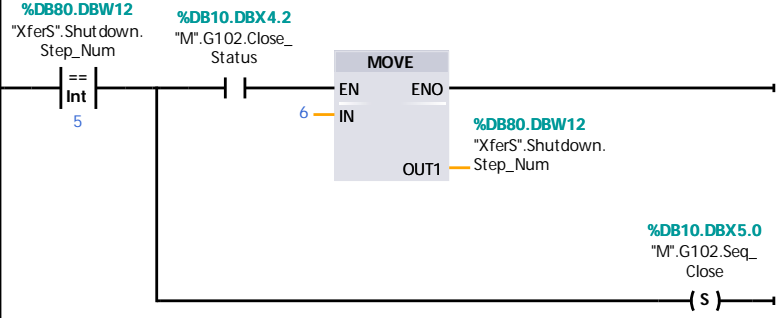 %DB80.DBW12
"XferS".Shutdown.
Step_Num
==
Int
5
%DB10.DBX4.2
"M".G102.Close_
Status
MOVE
EN ENO
6 IN
OUT1
%DB80.DBW12
"XferS".Shutdown.
Step_Num
%DB10.DBX5.0
"M".G102.Seq_
Close
S